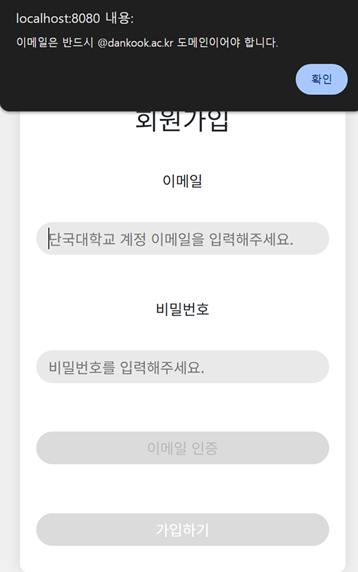 localhost:8080 내용:
이메일은 반드시 @dankook.ac.kr 도메인이어야 합니다.
확인
회원가입
이메일
단국대학교 계정 이메일을 입력해주세요.
비밀번호
비밀번호를 입력해주세요.
이메일 인증
가입하기